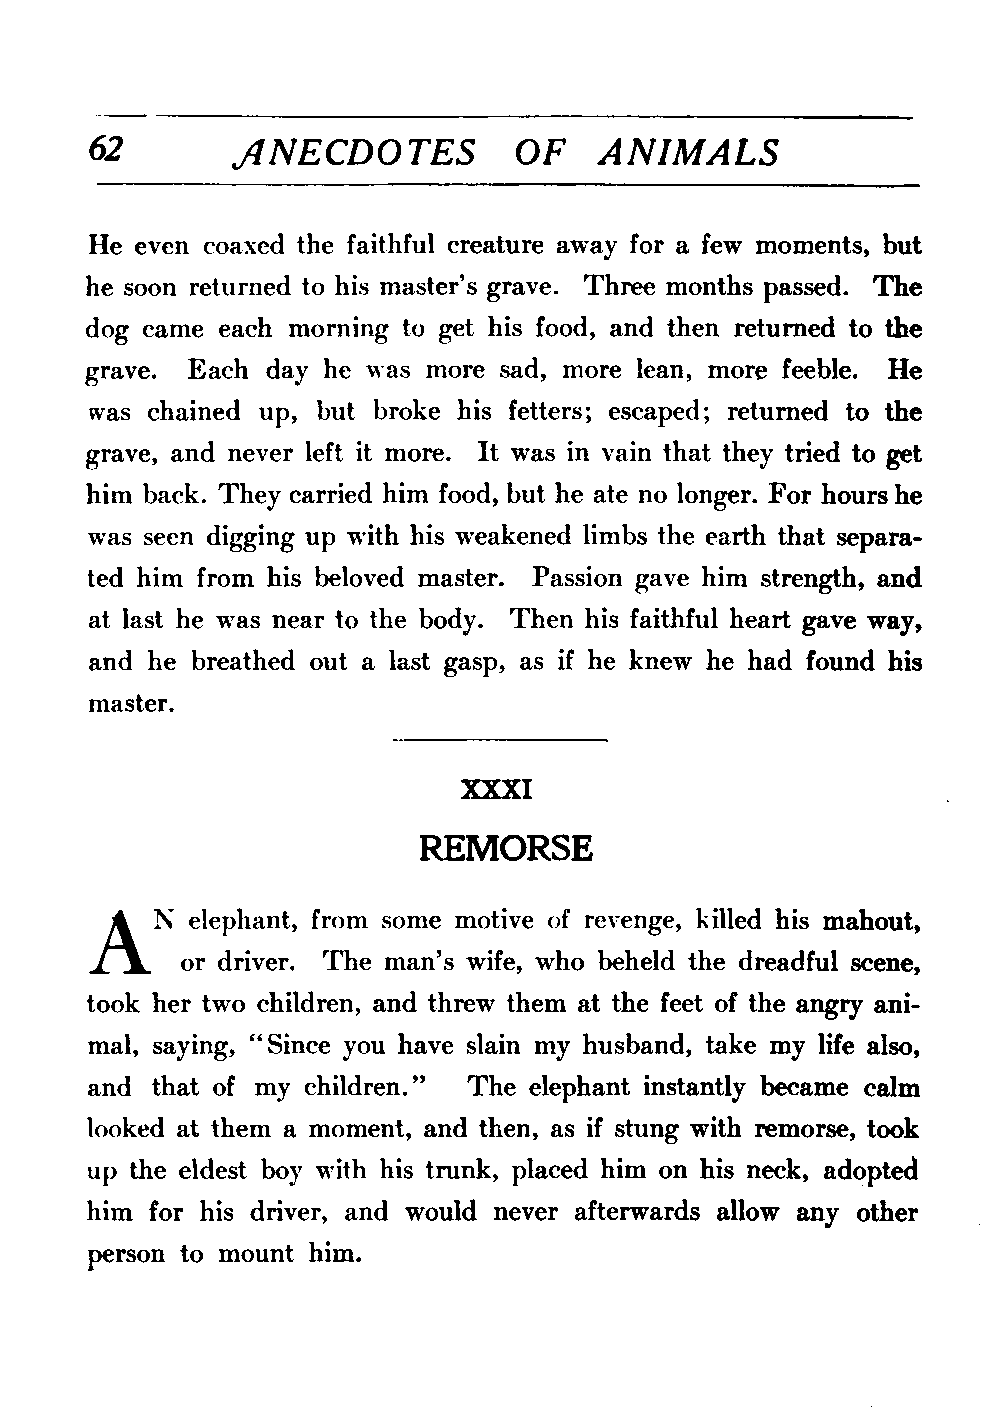 62 ANECDOTES OF ANIMALS
He even coaxed the faithful creature away for a few moments, but
he soon returned to his master's grave. Three months passed. The
dog came each morning to get his food, and then returned to the
grave. Each day he was more sad, more lean, more feeble. He
was chained up, but broke his fetters; escaped; returned to the
grave, and never left it more. It was in vain that they tried to get
him back. They carried him food, but he ate no longer. For hours he
was seen digging up with his weakened limbs the earth that separa-
ted him from his beloved master. Passion gave him strength, and
at last he was near to the body. Then his faithful heart gave way,
and he breathed out a last gasp, as if he knew he had found his
master.
XXXI
REMORSE
AN elephant, from some motive of revenge, killed his mahout,
or driver. The man's wife, who beheld the dreadful scene,
took her two children, and threw them at the feet of the angry ani-
mal, saying, "Since you have slain my husband, take my life also,
and that of my children." The elephant instantly became calm
looked at them a moment, and then, as if stung with remorse, took
up the eldest boy with his trunk, placed him on his neck, adopted
him for his driver, and would never afterwards allow any other
person to mount him.